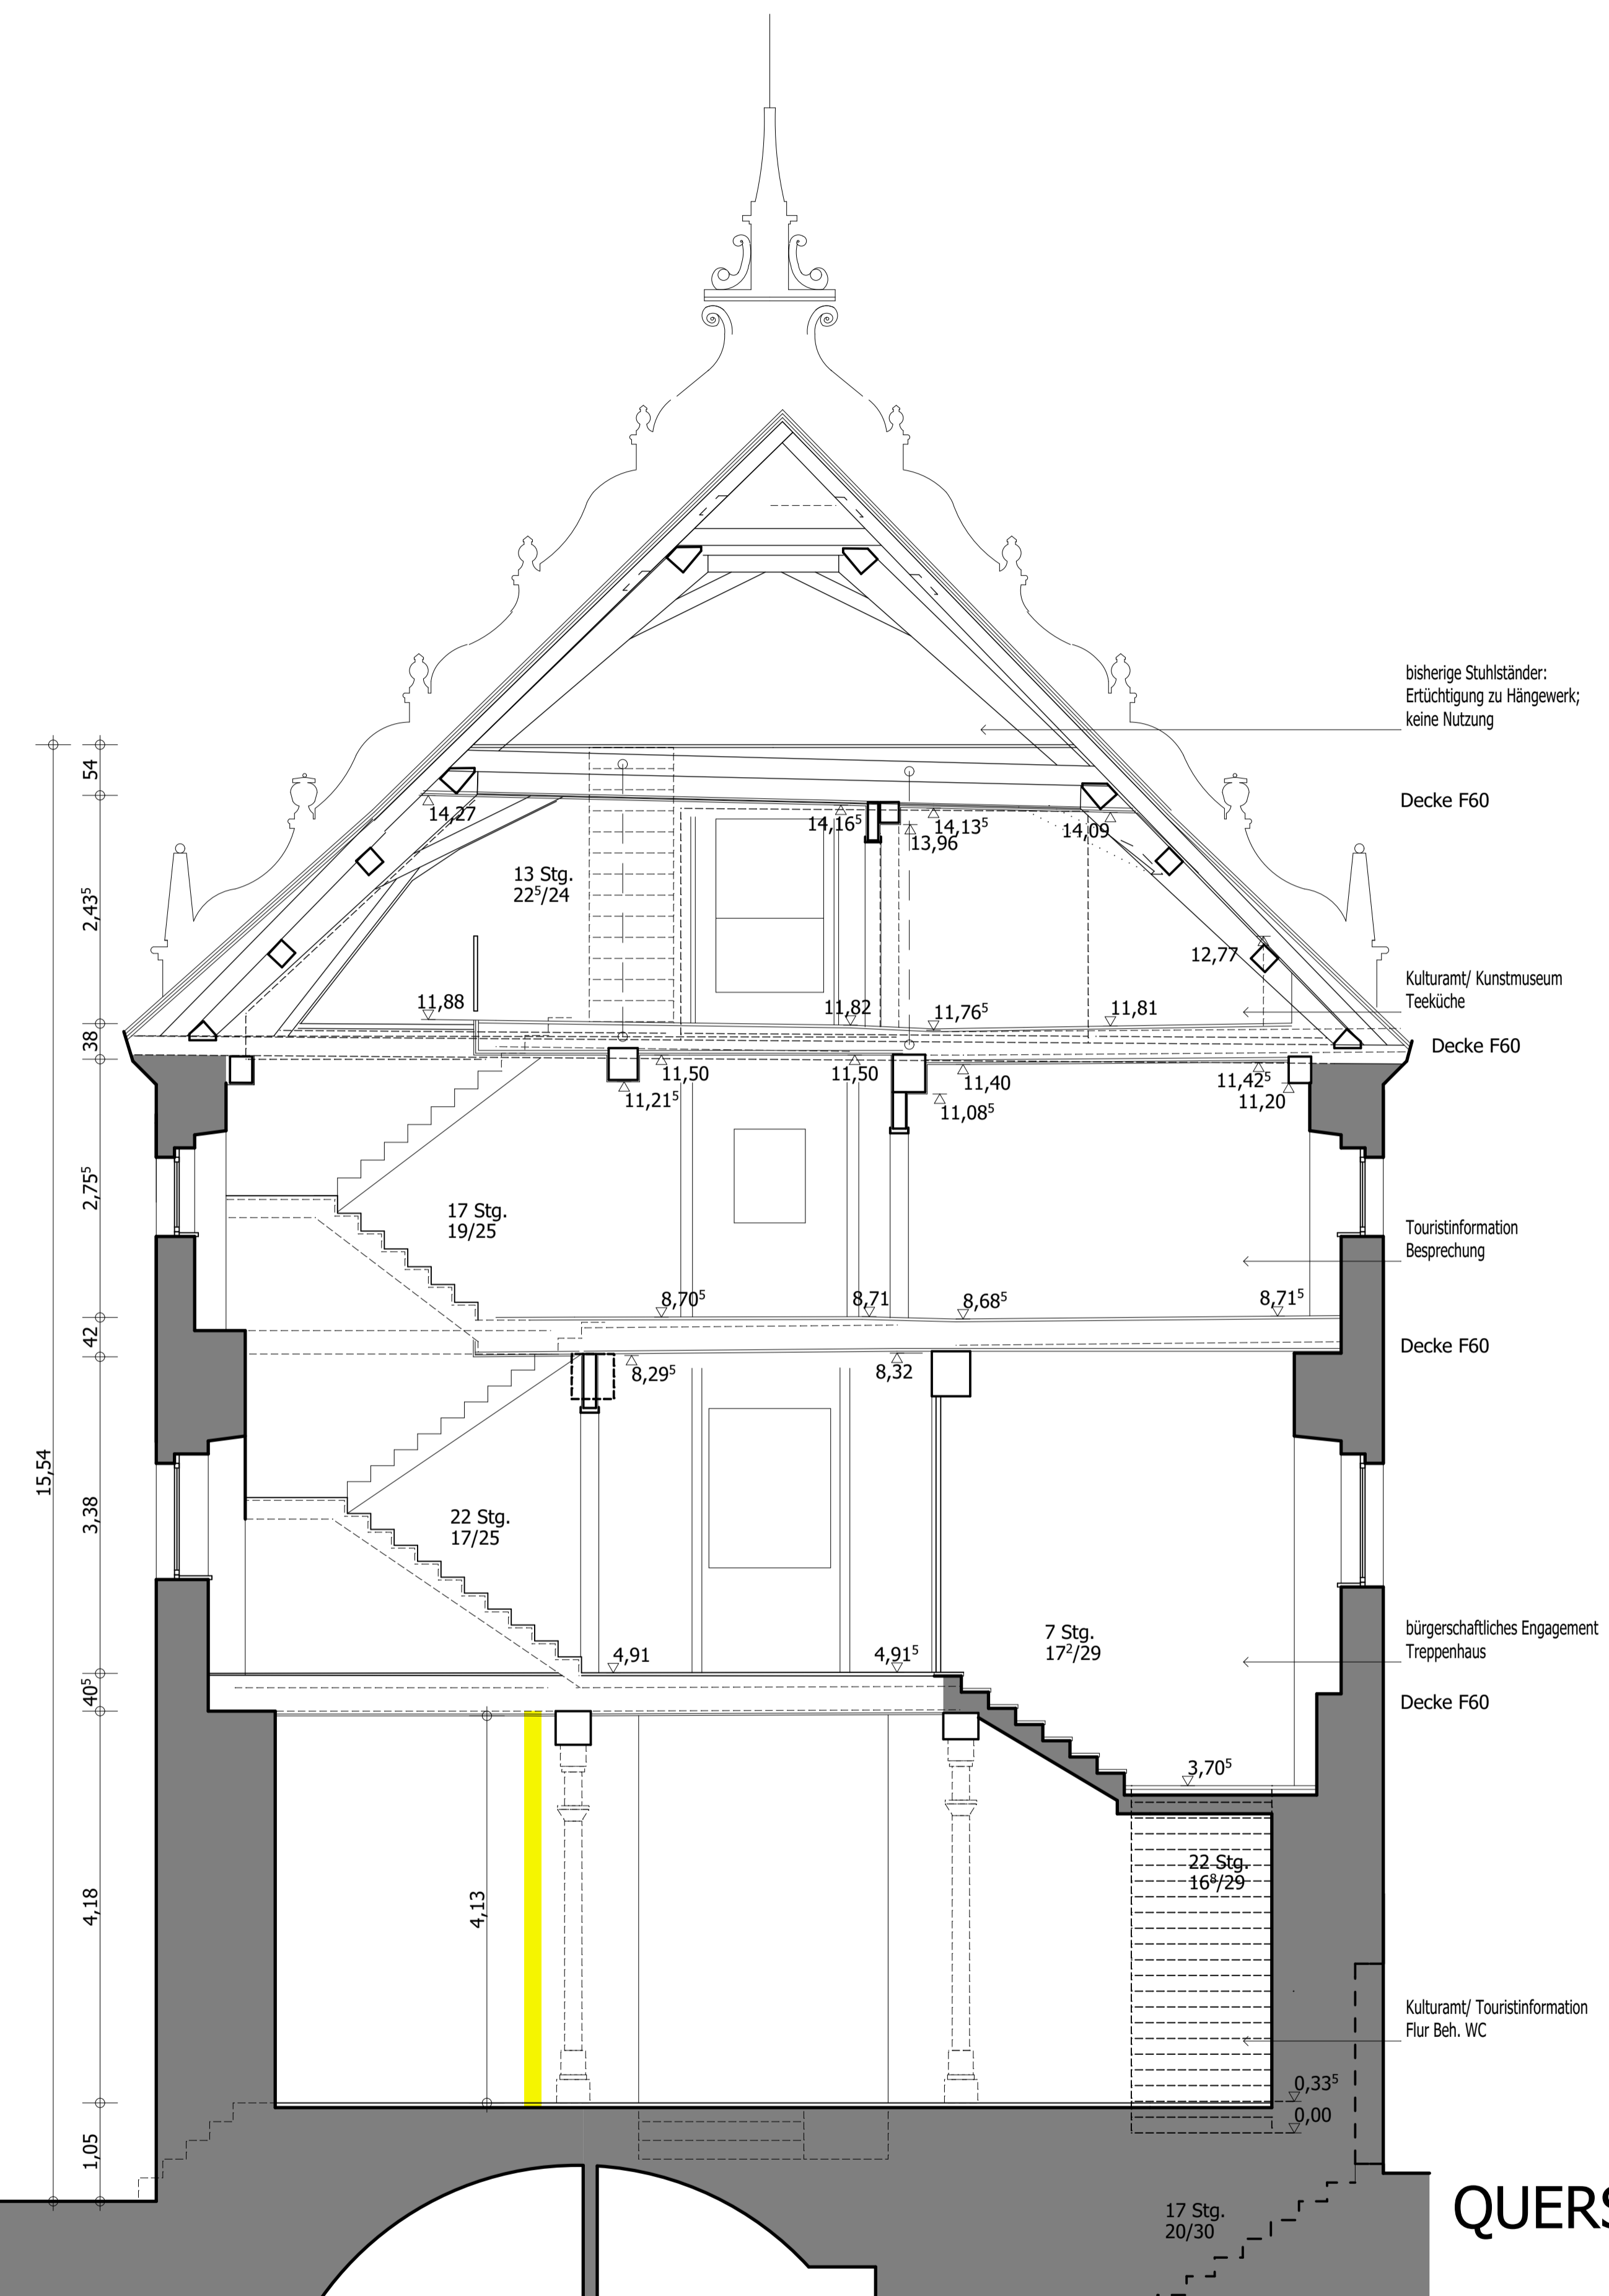 bisherige Stuhlständer:
Ertüchtigung zu Hängewerk;
keine Nutzung
54
Decke F60
14,27
14,16⁵
14,13⁵
13,96
14,09
13 Stg.
22⁵/24
2,43⁵
12,77
Kulturamt/ Kunstmuseum
Teeküche
11,88
11,82
11,76⁵
11,81
38
Decke F60
11,50
11,50
11,40
11,42⁵
11,21⁵
11,08⁵
11,20
2,75⁵
17 Stg.
19/25
Touristinformation
Besprechung
8,70⁵
8,71
8,68⁵
8,71⁵
42
Decke F60
8,29⁵
8,32
15,54
3,38
22 Stg.
17/25
7 Stg.
17²/29
bürgerschaftliches Engagement
Treppenhaus
4,91
4,91⁵
40⁵
Decke F60
3,70⁵
22 Stg.
16⁸/29
4,18
4,13
Kulturamt/ Touristinformation
Flur Beh. WC
0,33⁵
0,00
1,05
17 Stg.
20/30
QUERS